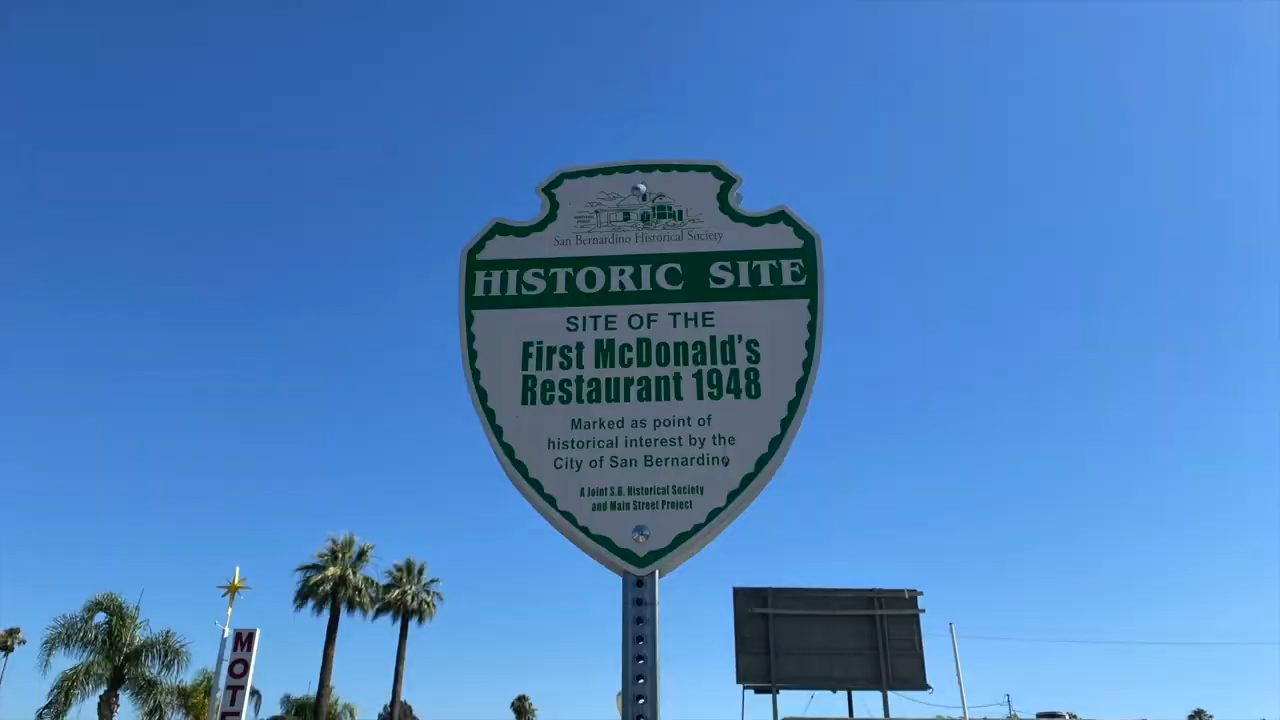 San Bernardino Historical Society
HISTORIC SITE
SITE OF THE
First McDonald's
Restaurant 1948
Marked as point of
historical interest by the
City of San Bernardino
A Joint S.B. Historical Society
and Main Street Project
MOTE